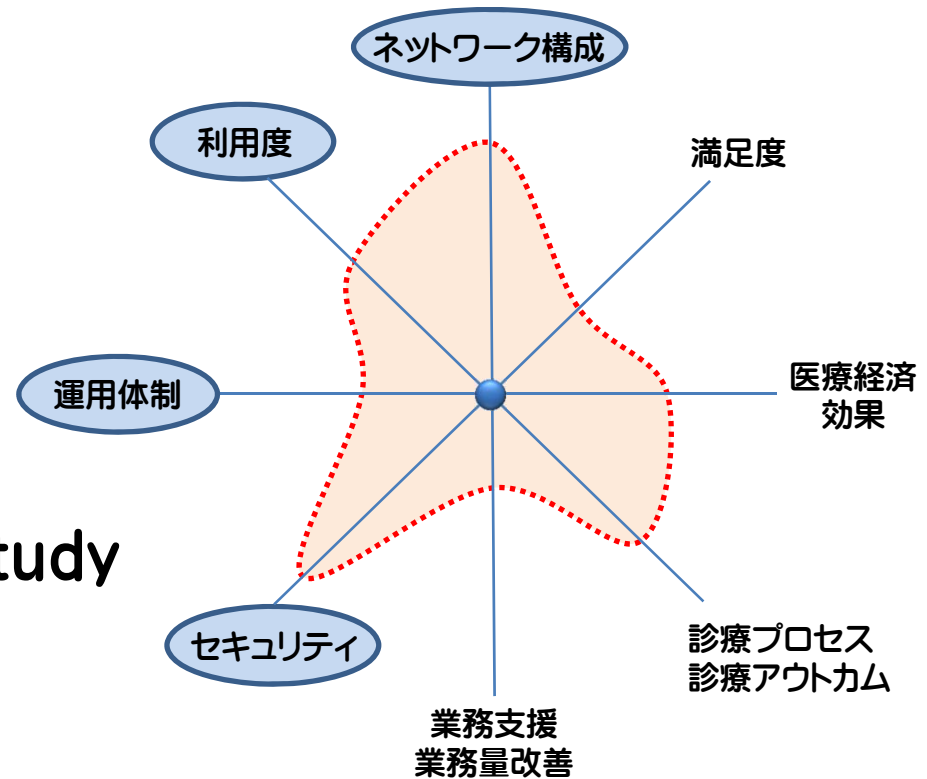 ネットワーク構成
利用度
満足度
医療経済
効果
運用体制
tudy
セキュリティ
診療プロセス
診療アウトカム
業務支援
業務量改善